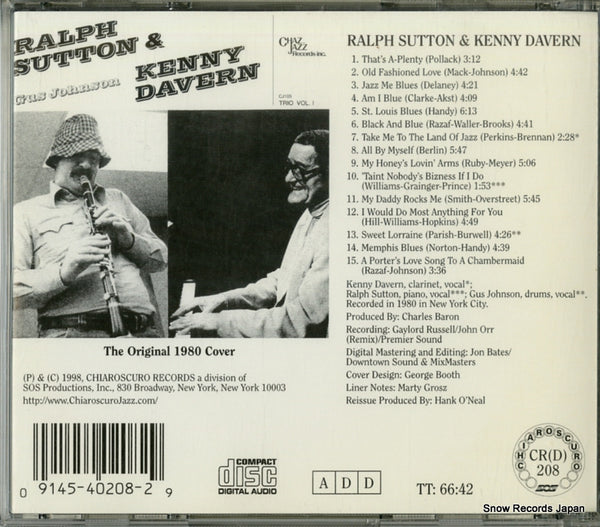 RALPH
SUTTON &
Gus Johnson
KENNY
DAVERN
CHAZ
JAZZ
Records-inc.
CJ105
TRIO VOL. I
RALPH SUTTON & KENNY DAVERN
1. That's A-Plenty (Pollack) 3:12
2. Old Fashioned Love (Mack-Johnson) 4:42
3. Jazz Me Blues (Delaney) 4:21
4. Am I Blue (Clarke-Akst) 4:09
5. St. Louis Blues (Handy) 6:13
6. Black And Blue (Razaf-Waller-Brooks) 4:41
7. Take Me To The Land Of Jazz (Perkins-Brennan) 2:28*
8. All By Myself (Berlin) 5:47
9. My Honey's Lovin' Arms (Ruby-Meyer) 5:06
10. 'Taint Nobody's Bizness If I Do
(Williams-Grainger-Prince) 1:53***
11. My Daddy Rocks Me (Smith-Overstreet) 5:45
12. I Would Do Most Anything For You
(Hill-Williams-Hopkins) 4:49
13. Sweet Lorraine (Parish-Burwell) 4:26**
14. Memphis Blues (Norton-Handy) 4:39
15. A Porter's Love Song To A Chambermaid
(Razaf-Johnson) 3:36
Kenny Davern, clarinet, vocal*;
Ralph Sutton, piano, vocal***; Gus Johnson, drums, vocal**.
Recorded in 1980 in New York City.
Produced By: Charles Baron
Recording: Gaylord Russell/John Orr
(Remix)/Premier Sound
Digital Mastering and Editing: Jon Bates/
Downtown Sound & MixMasters
Cover Design: George Booth
Liner Notes: Marty Grosz
Reissue Produced By: Hank O'Neal
The Original 1980 Cover
(P) & (C) 1998, CHIAROSCURO RECORDS a division of
SOS Productions, Inc., 830 Broadway, New York, New York 10003
http://www.ChiaroscuroJazz.com/
0 09145-40208-2 9
COMPACT
disc
DIGITAL AUDIO
A D D
TT: 66:42
CHIAROSCURO
CR(D)
208
SOS
Snow Records Japan